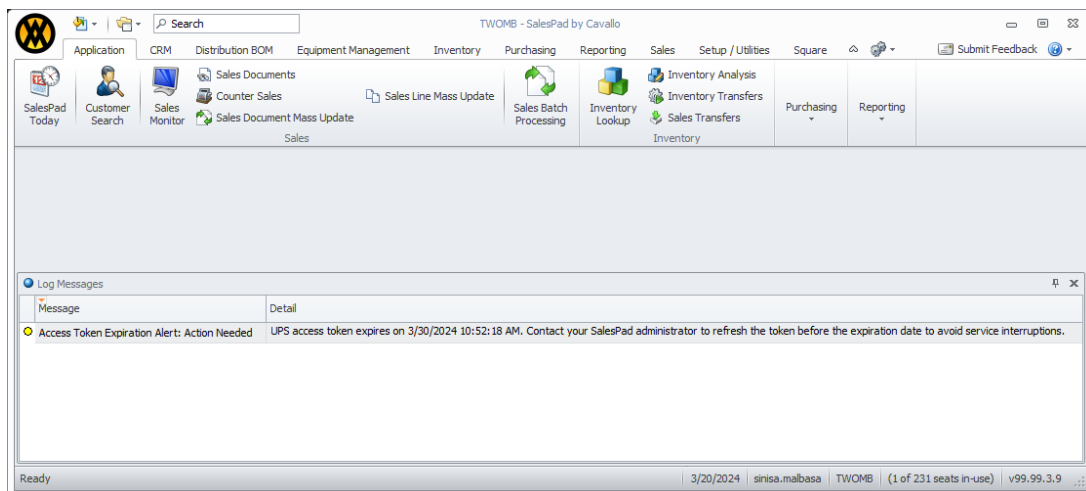 Search
TWOMB - SalesPad by Cavallo
Application CRM Distribution BOM Equipment Management Inventory Purchasing Reporting Sales Setup / Utilities Square Submit Feedback
SalesPad Today
Customer Search
Sales Monitor
Sales Documents
Counter Sales
Sales Document Mass Update
Sales Line Mass Update
Sales Batch Processing
Sales
Inventory Lookup
Inventory Analysis
Inventory Transfers
Sales Transfers
Inventory
Purchasing
Reporting
Log Messages
Message Detail
Access Token Expiration Alert: Action Needed UPS access token expires on 3/30/2024 10:52:18 AM. Contact your SalesPad administrator to refresh the token before the expiration date to avoid service interruptions.
Ready 3/20/2024 sinisa.malbasa TWOMB (1 of 231 seats in-use) v99.99.3.9